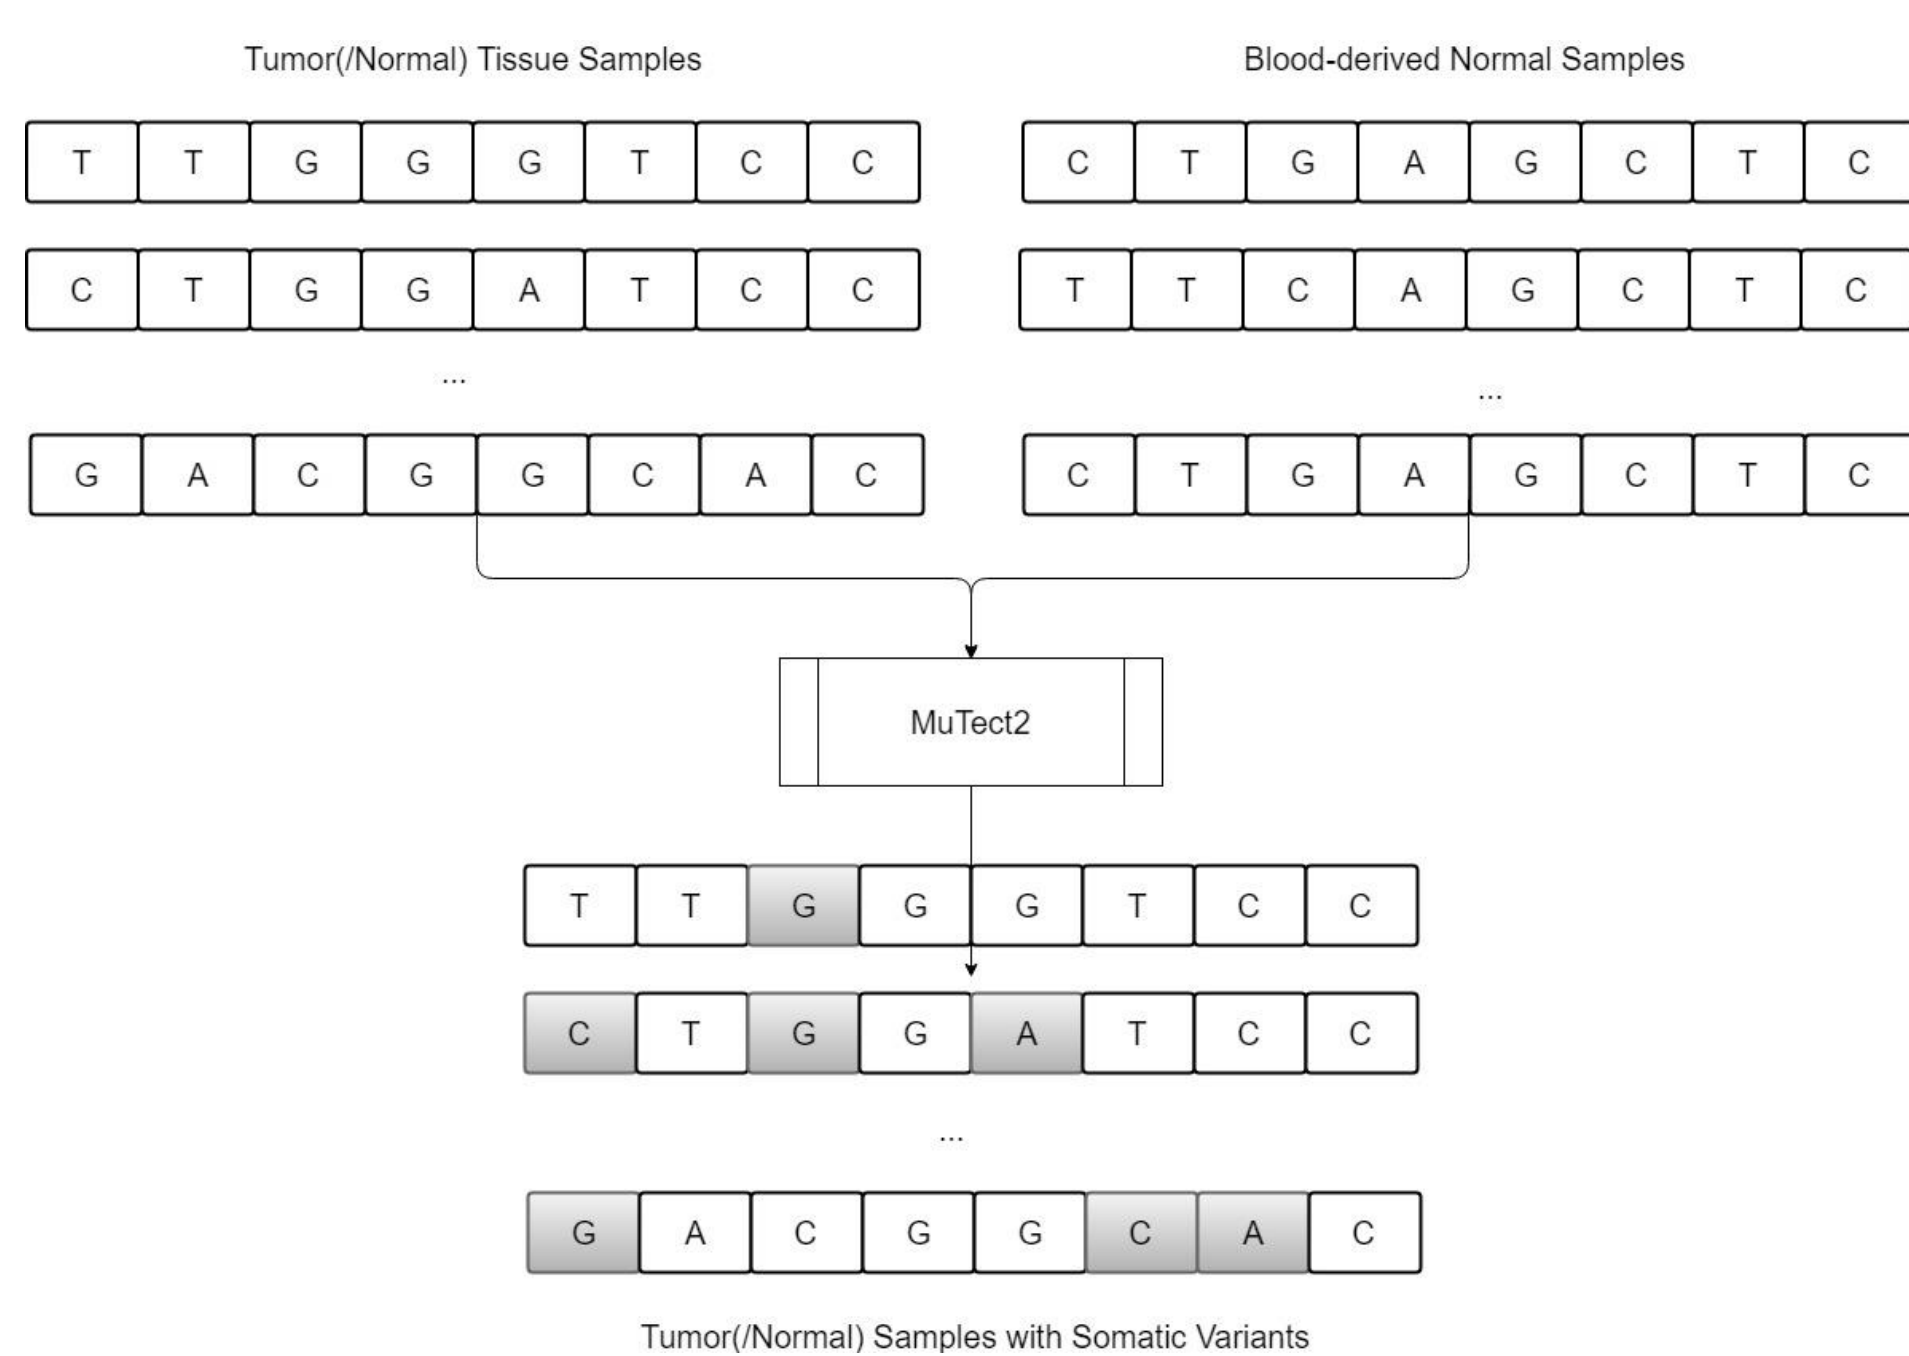 Tumor(/Normal) Tissue Samples
Blood-derived Normal Samples
T T G G G T C C
C T G A G C T C
C T G G A T C C
T T C A G C T C
...
...
G A C G G C A C
C T G A G C T C
MuTect2
T T G G G T C C
C T G G A T C C
...
G A C G G C A C
Tumor(/Normal) Samples with Somatic Variants